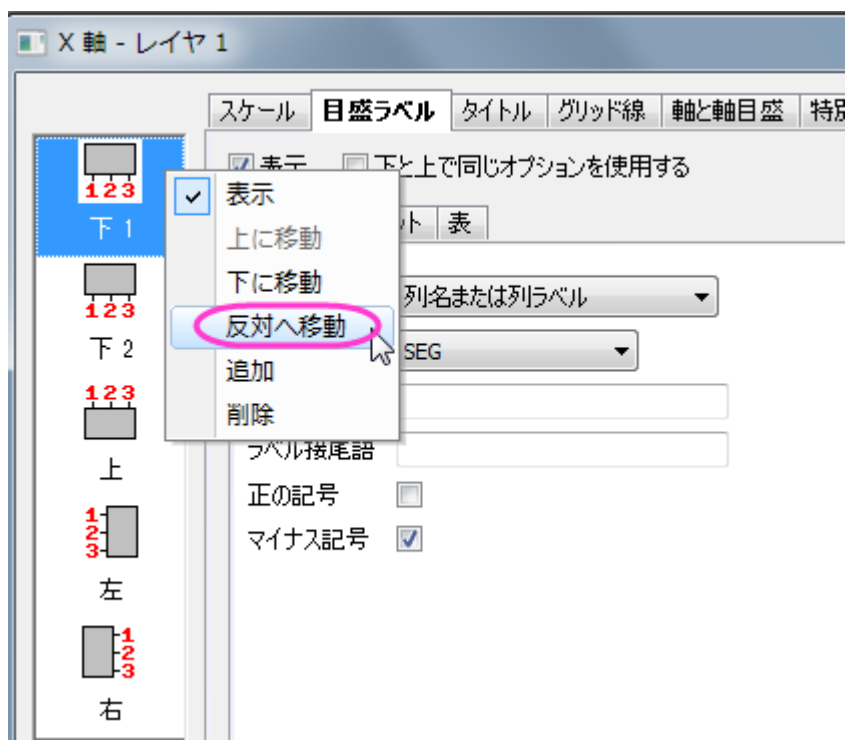 X 軸 - レイヤ 1
スケール 目盛ラベル タイトル グリッド線 軸と軸目盛 特別
表示 下と上で同じオプションを使用する
表
123
下 1
123
下 2
123
上
1
2
3
左
1
2
3
右
表示
上に移動
下に移動
反対へ移動
追加
削除
列名または列ラベル
SEG
ラベル接尾語
正の記号
マイナス記号